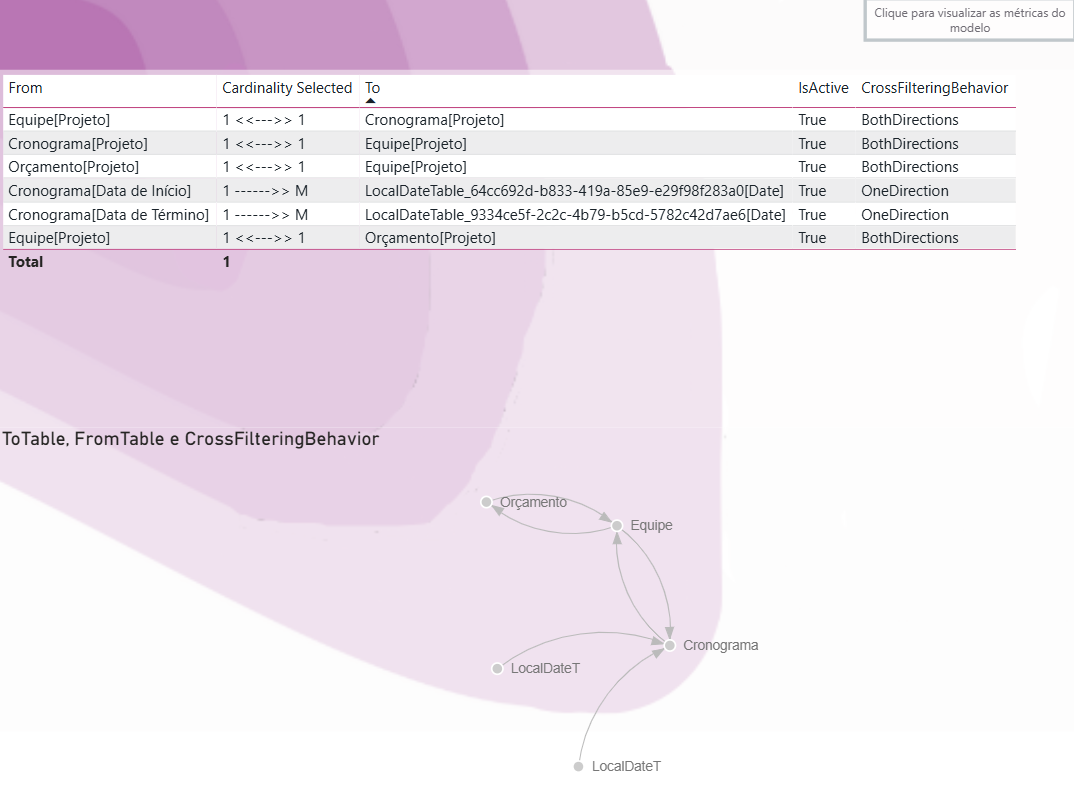 Clique para visualizar as métricas do
modelo
From Cardinality Selected To IsActive CrossFilteringBehavior
Equipe[Projeto] 1 <<--->> 1 Cronograma[Projeto] True BothDirections
Cronograma[Projeto] 1 <<--->> 1 Equipe[Projeto] True BothDirections
Orçamento[Projeto] 1 <<--->> 1 Equipe[Projeto] True BothDirections
Cronograma[Data de Início] 1 ------>> M LocalDateTable_64cc692d-b833-419a-85e9-e29f98f283a0[Date] True OneDirection
Cronograma[Data de Término] 1 ------>> M LocalDateTable_9334ce5f-2c2c-4b79-b5cd-5782c42d7ae6[Date] True OneDirection
Equipe[Projeto] 1 <<--->> 1 Orçamento[Projeto] True BothDirections
Total 1
ToTable, FromTable e CrossFilteringBehavior
Orçamento
Equipe
Cronograma
LocalDateT
LocalDateT